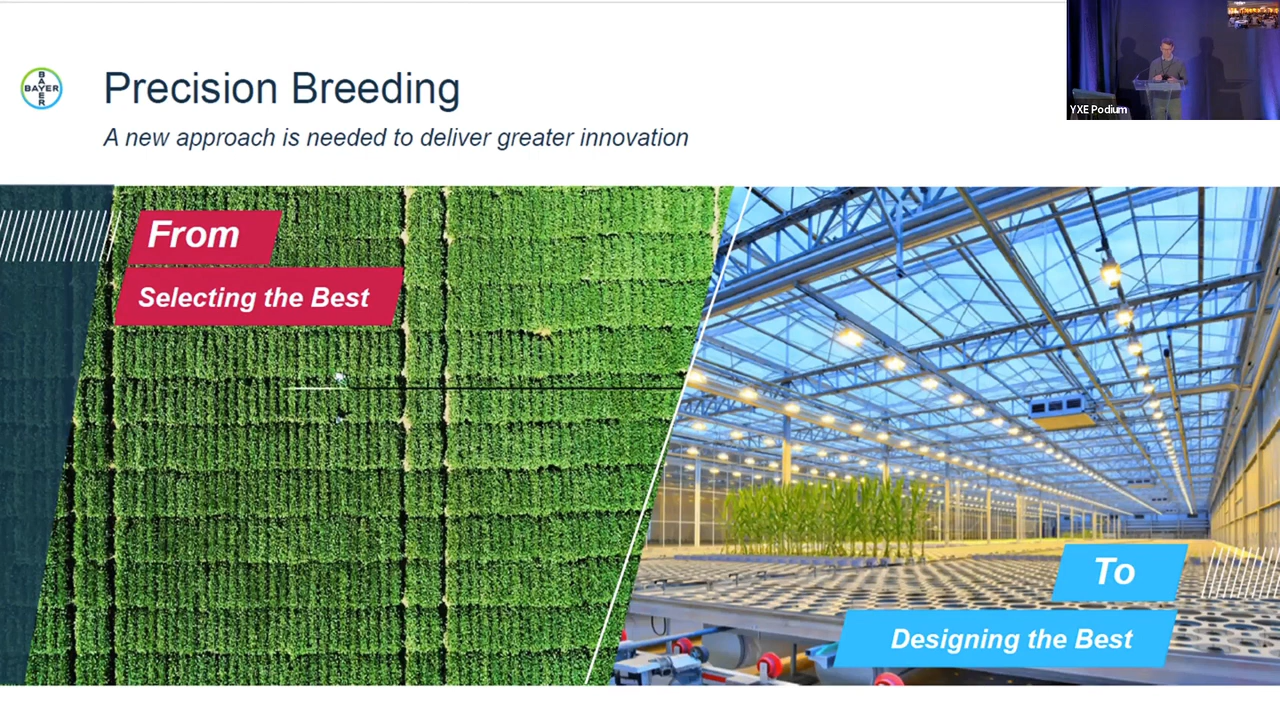 BAYER
BAYER
Precision Breeding
A new approach is needed to deliver greater innovation
YXE Podium
From
Selecting the Best
To
Designing the Best